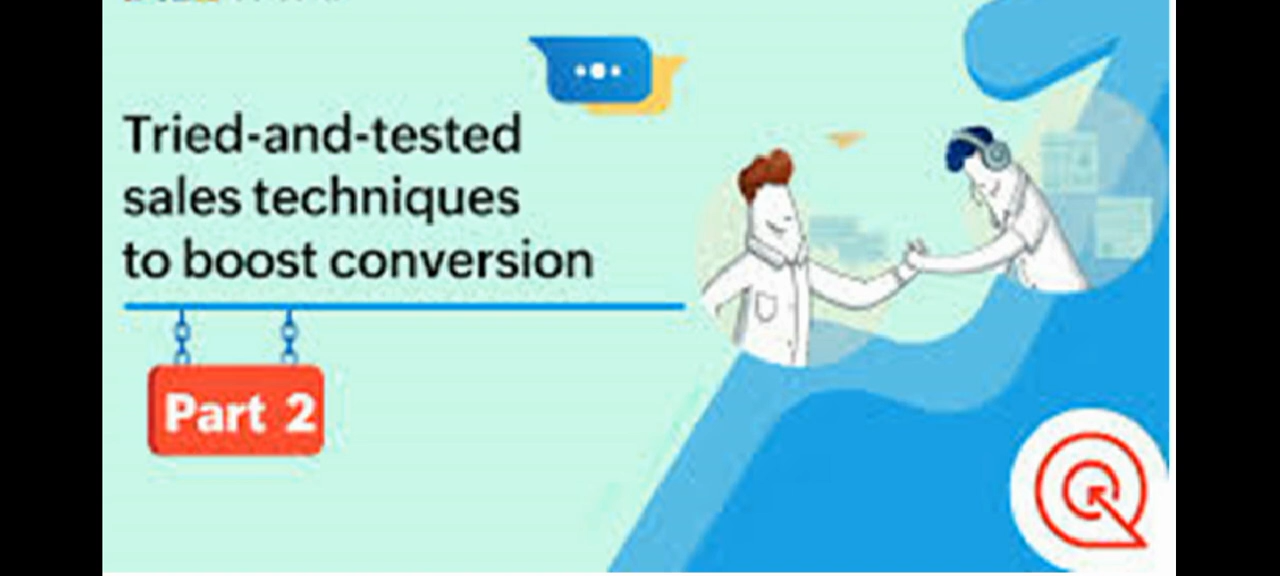 Tried-and-tested
sales techniques
to boost conversion
Part 2